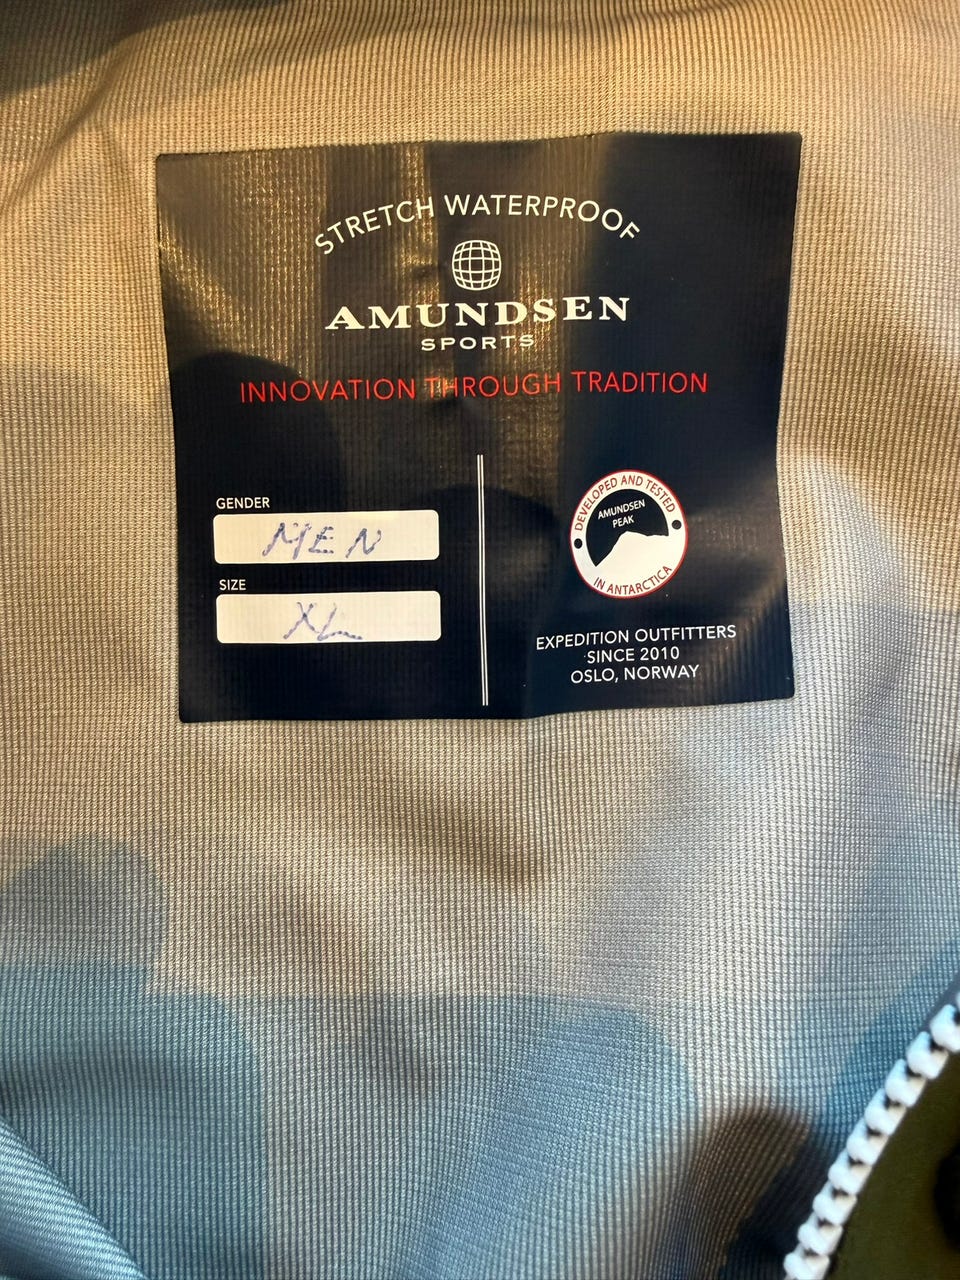 STRETCH WATERPROOF
AMUNDSEN
SPORTS
INNOVATION THROUGH TRADITION
GENDER
MEN
SIZE
XL
DEVELOPED AND TESTED
AMUNDSEN
PEAK
IN ANTARCTICA
EXPEDITION OUTFITTERS
SINCE 2010
OSLO, NORWAY